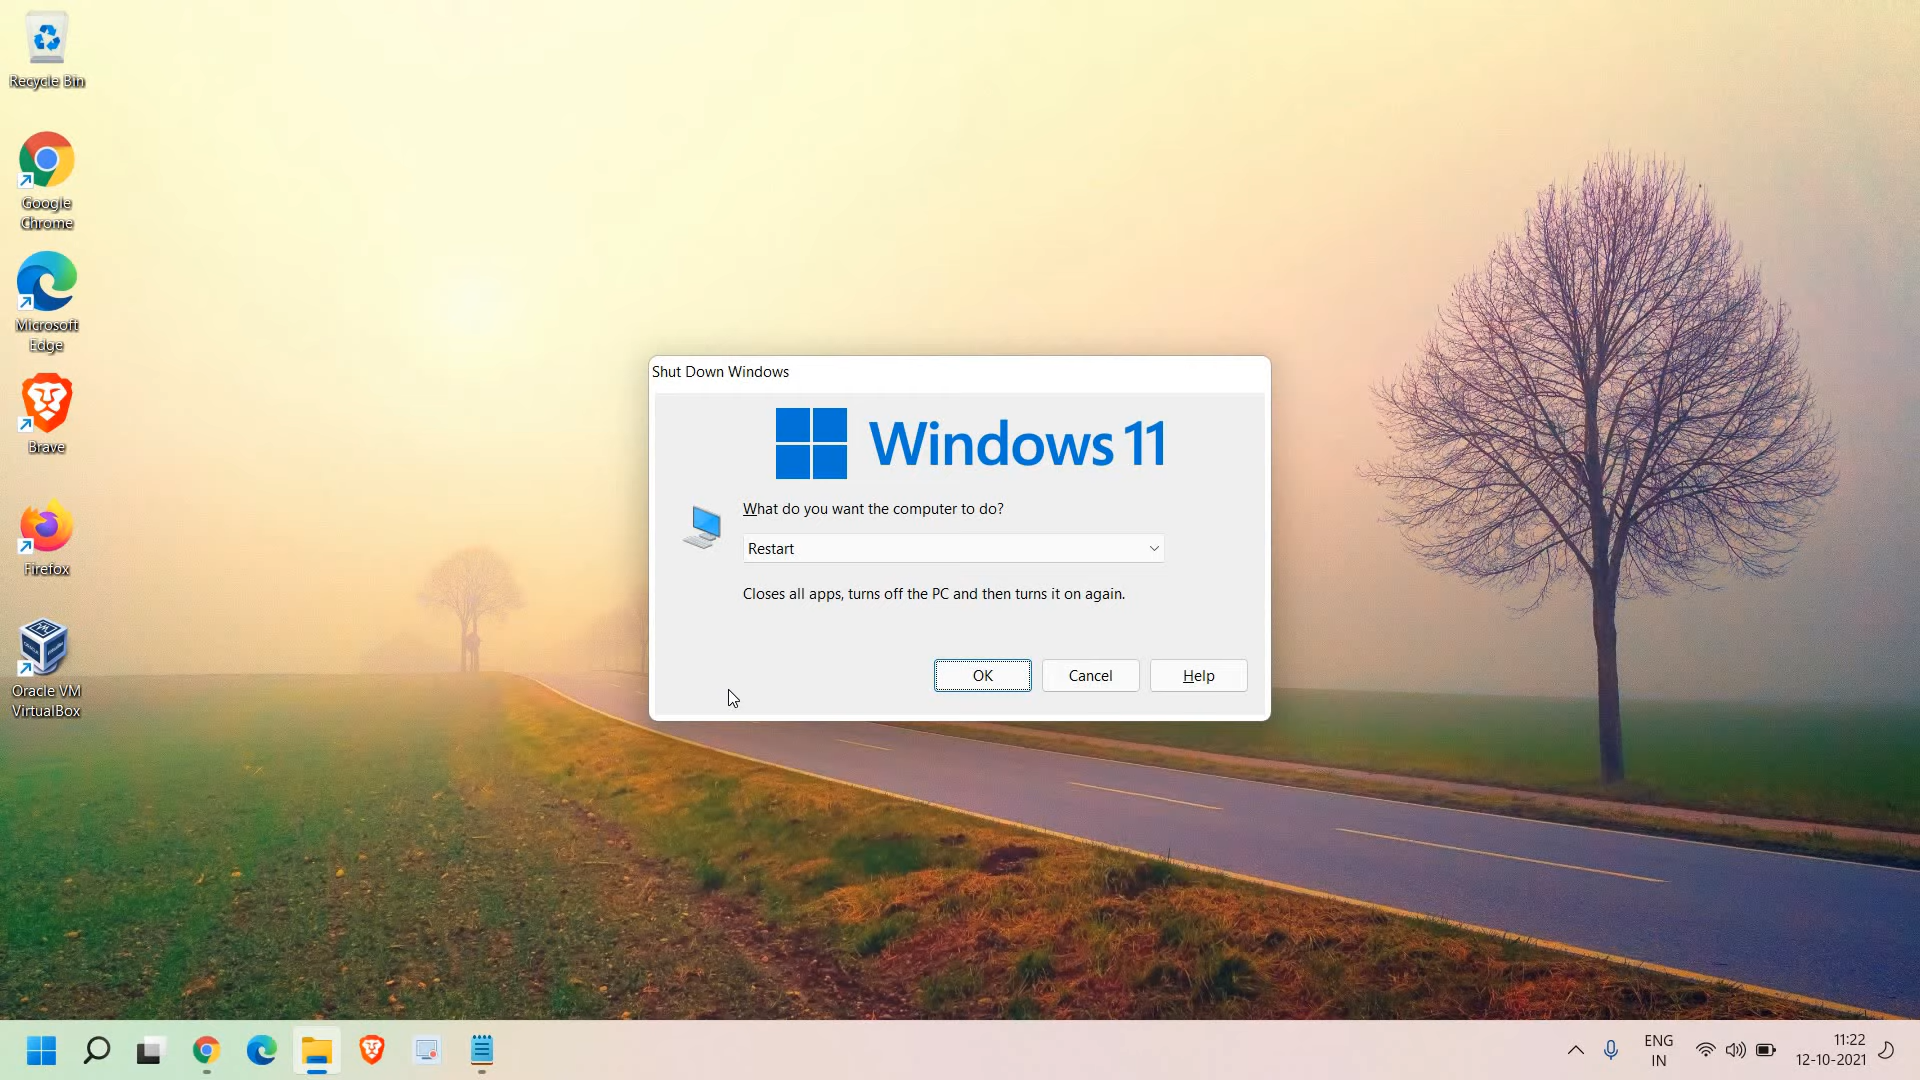 Recycle Bin
Google
Chrome
Microsoft
Edge
Brave
Firefox
Oracle VM
VirtualBox
Shut Down Windows
Windows 11
What do you want the computer to do?
Restart
Closes all apps, turns off the PC and then turns it on again.
OK
Cancel
Help
ENG
IN
11:22
12-10-2021